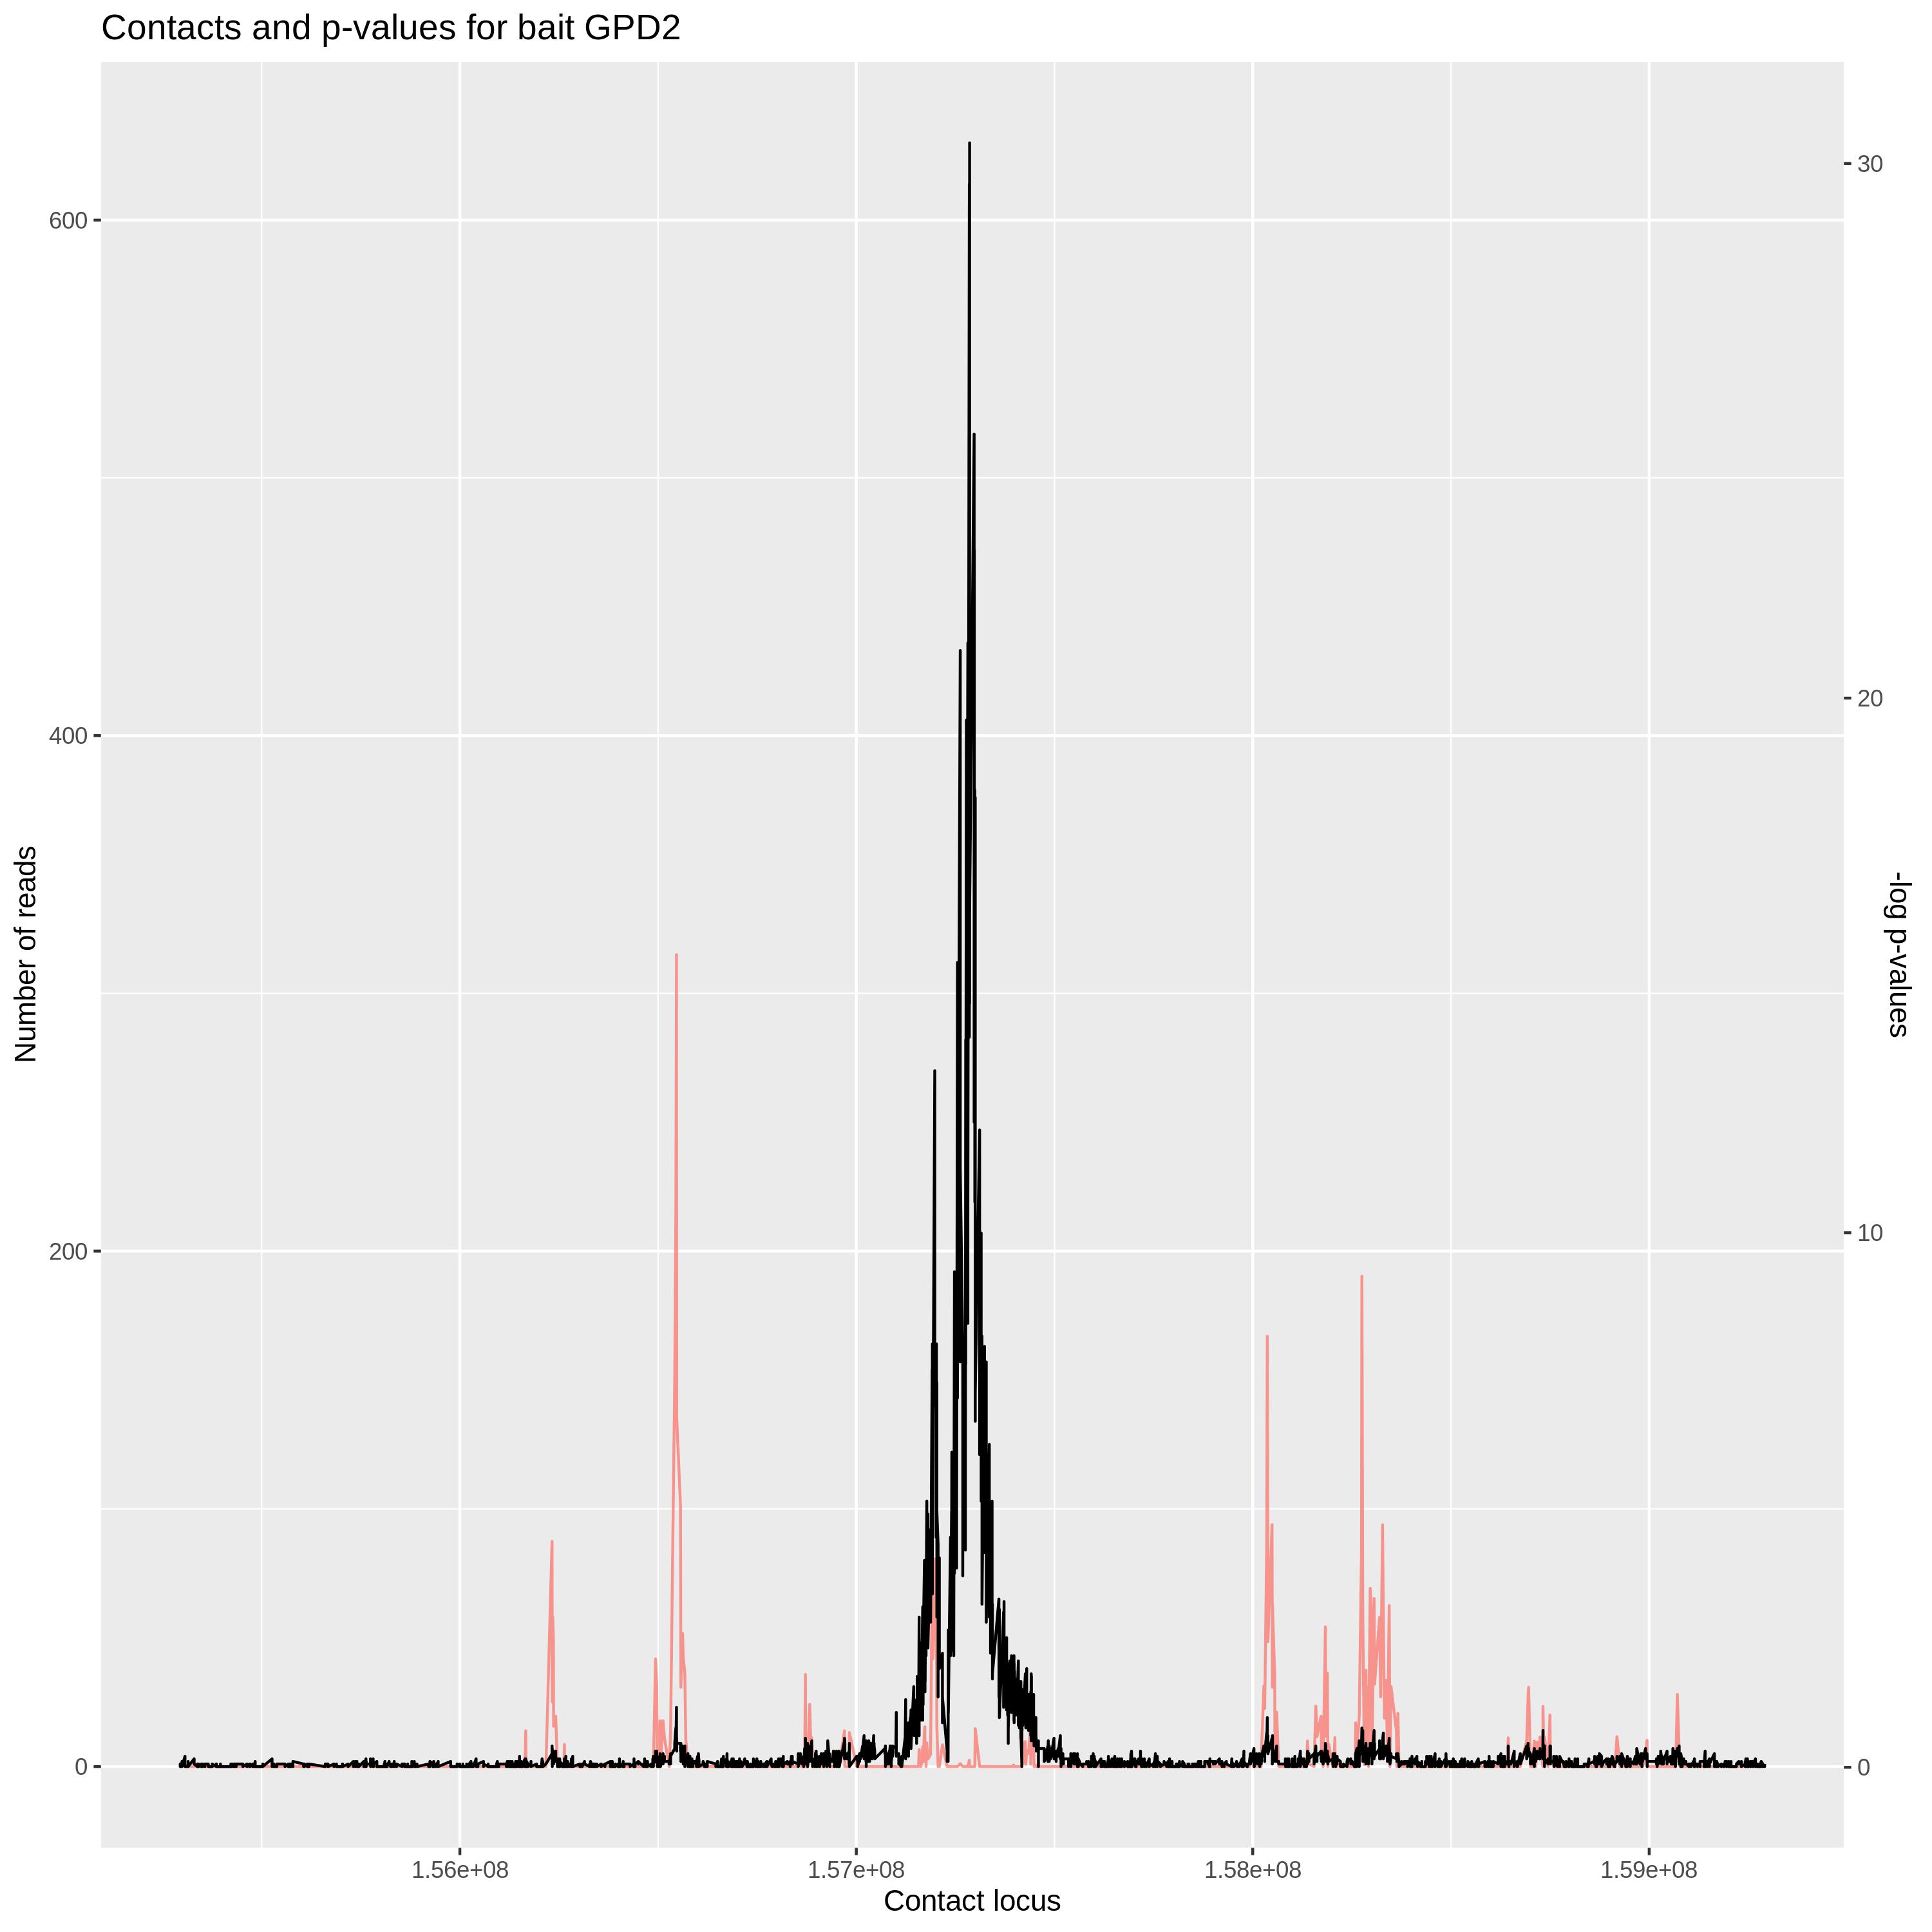 Contacts and p-values for bait GPD2
Number of reads
600
400
200
0
30
20
10
0
-log p-values
1.56e+08
1.57e+08
1.58e+08
1.59e+08
Contact locus